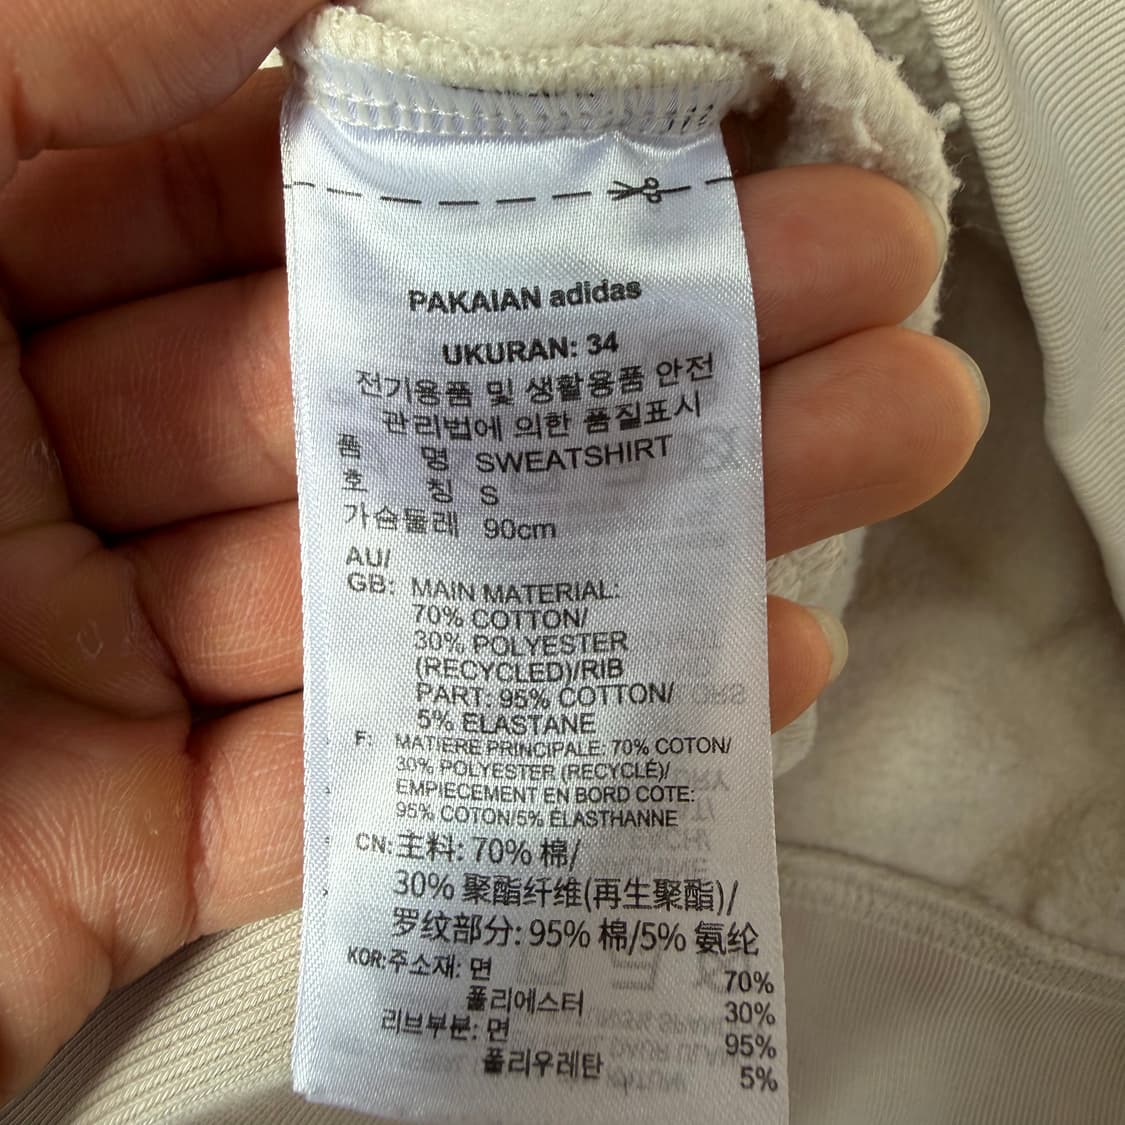 PAKAIAN adidas
UKURAN: 34
전기용품 및 생활용품 안전
관리법에 의한 품질표시
품 명 SWEATSHIRT
호 칭 S
가슴둘레 90cm
AU/
GB: MAIN MATERIAL:
70% COTTON/
30% POLYESTER
(RECYCLED)/RIB
PART: 95% COTTON/
5% ELASTANE
F: MATIERE PRINCIPALE: 70% COTON/
30% POLYESTER (RECYCLÉ)/
EMPIECEMENT EN BORD COTE:
95% COTON/5% ELASTHANNE
CN: 主料: 70% 棉/
30% 聚酯纤维(再生聚酯)/
罗纹部分: 95% 棉/5% 氨纶
KOR: 주소재: 면 70%
폴리에스터 30%
리브부분: 면 95%
폴리우레탄 5%